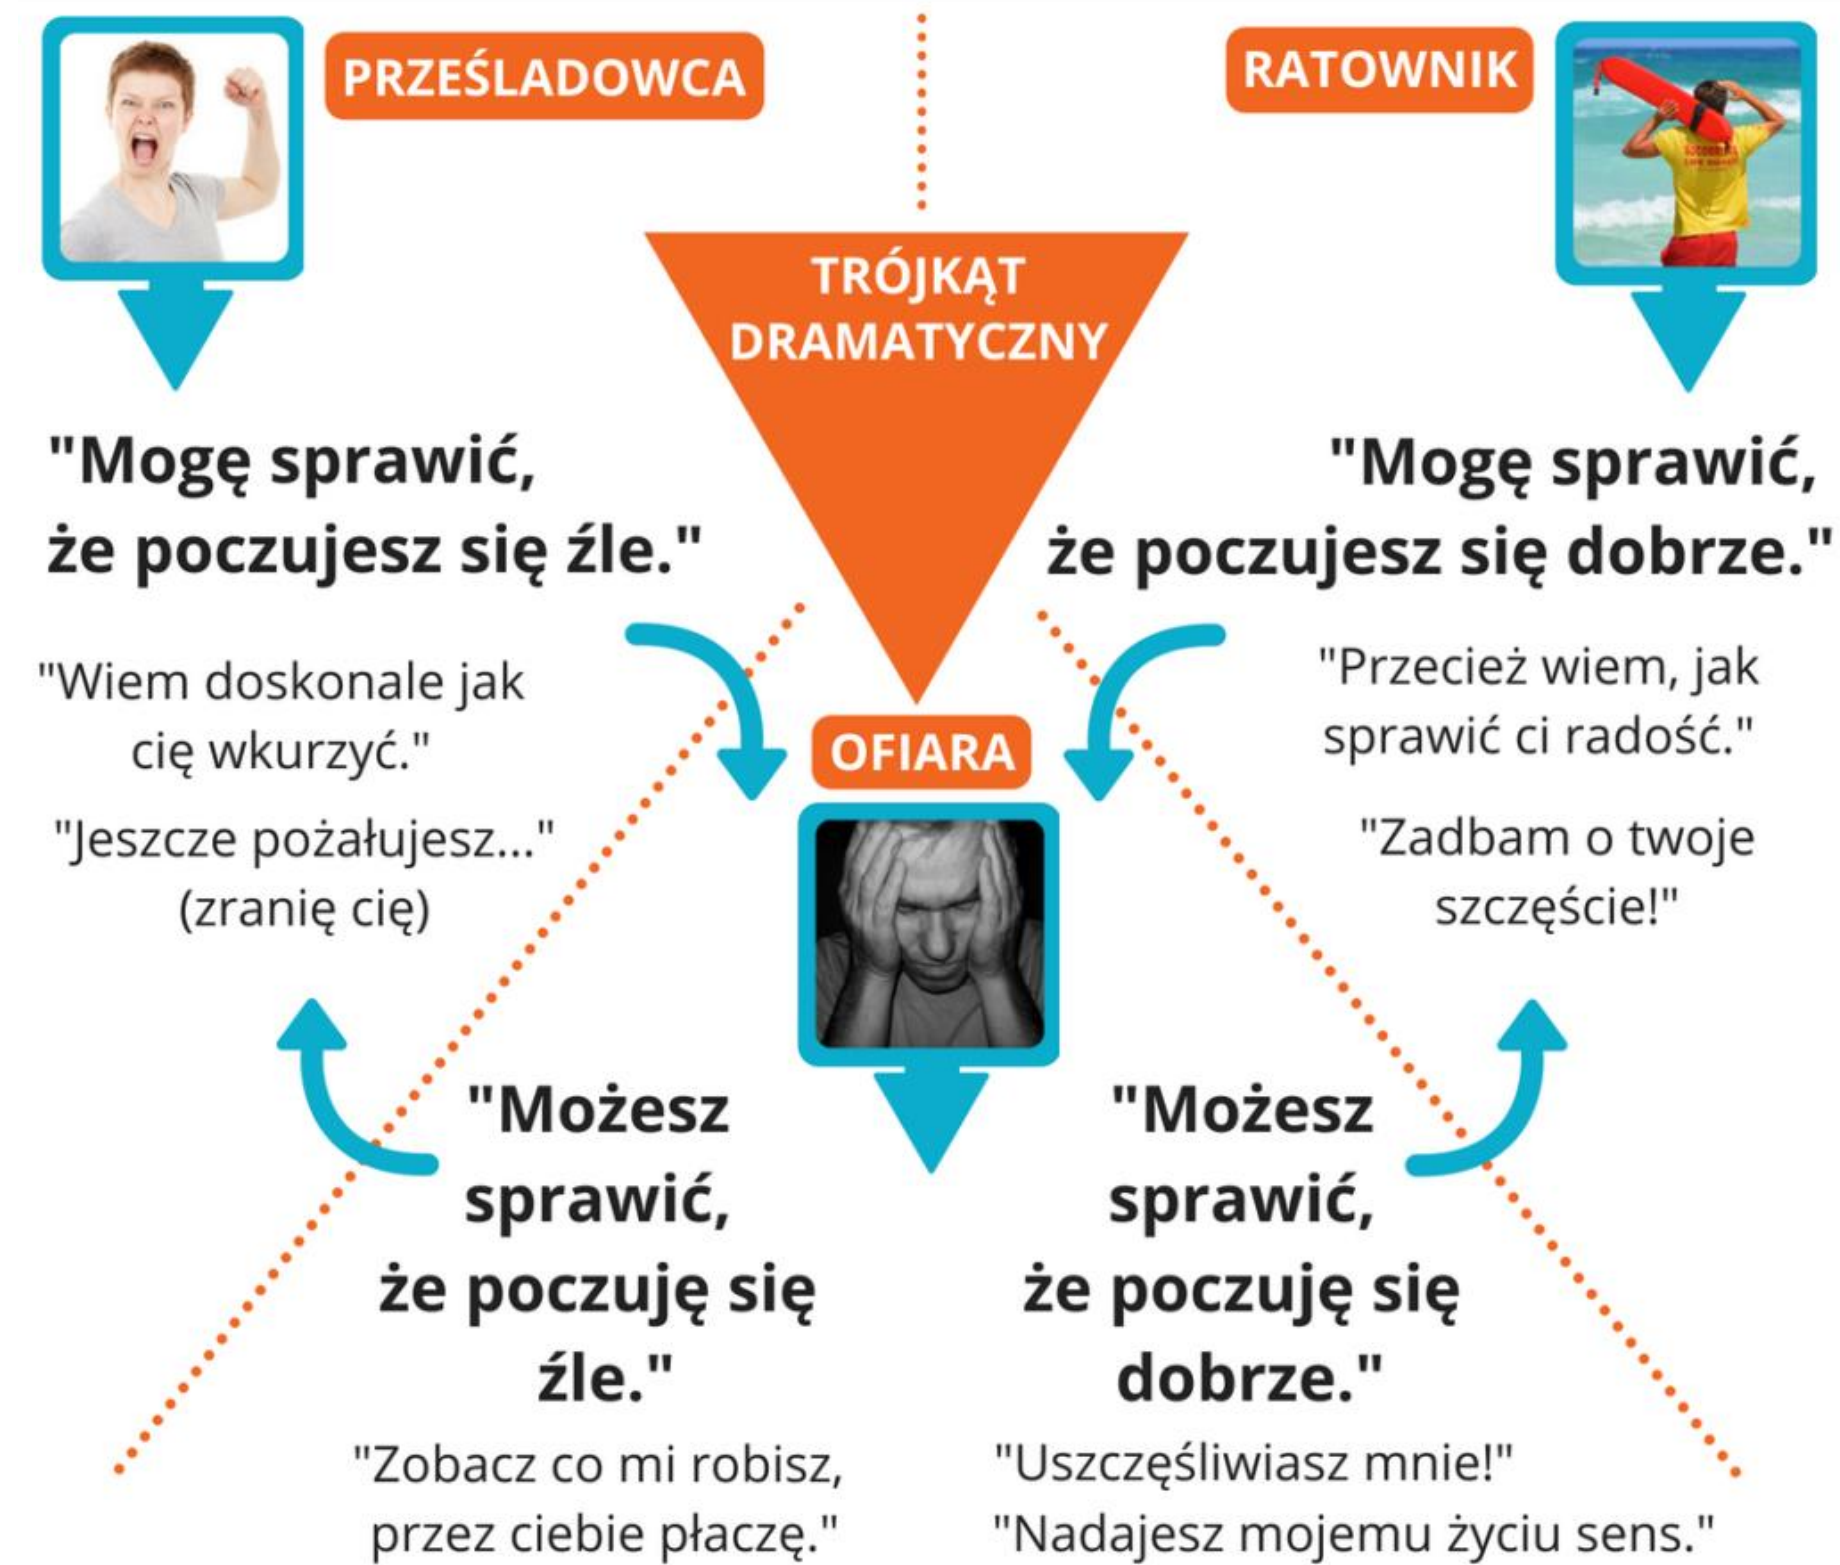 PRZEŚLADOWCA
RATOWNIK
TRÓJKĄT
DRAMATYCZNY
"Mogę sprawić,
że poczujesz się źle."
"Wiem doskonale jak
cię wkurzyć."
"Jeszcze pożałujesz..."
(zranię cię)
"Mogę sprawić,
że poczujesz się dobrze."
"Przecież wiem, jak
sprawić ci radość."
"Zadbam o twoje
szczęście!"
OFIARA
"Możesz
sprawić,
że poczuję się
źle."
"Zobacz co mi robisz,
przez ciebie płaczę."
"Możesz
sprawić,
że poczuję się
dobrze."
"Uszczęśliwiasz mnie!"
"Nadajesz mojemu życiu sens."